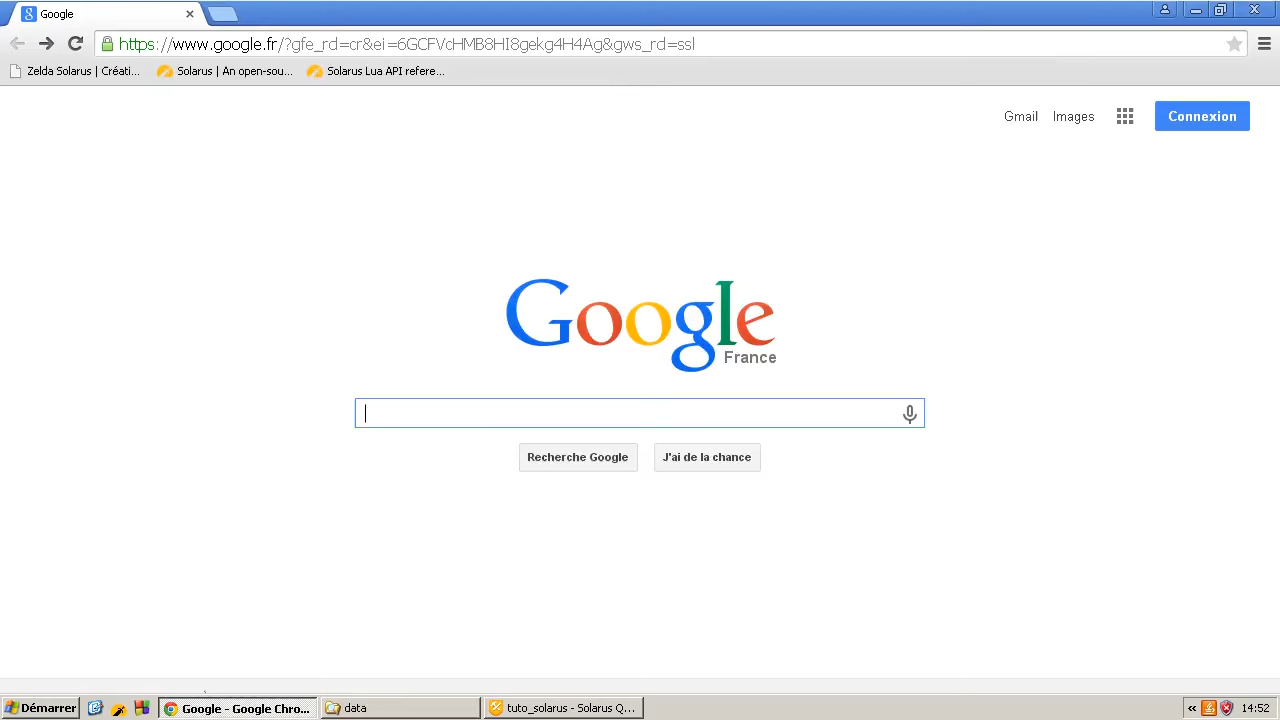 Google
https://www.google.fr/?gfe_rd=cr&ei=6GCFVcHMB8HI8gekg4H4Ag&gws_rd=ssl
Zelda Solarus | Créati...
Solarus | An open-sou...
Solarus Lua API refere...
Gmail
Images
Connexion
Google
France
Recherche Google
J'ai de la chance
Démarrer
Google - Google Chro...
data
tuto_solarus - Solarus Q...
14:52